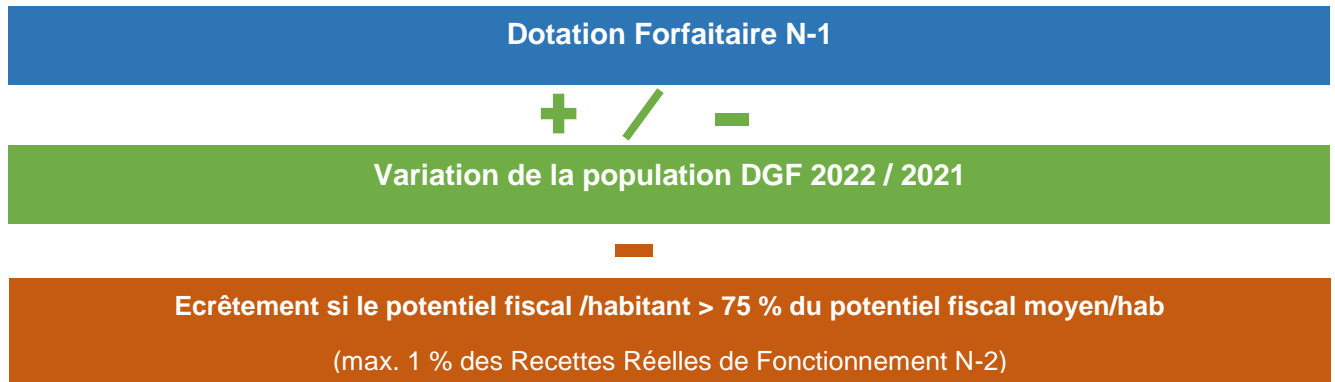 Dotation Forfaitaire N-1
+ / -
Variation de la population DGF 2022 / 2021
-
Ecrêtement si le potentiel fiscal /habitant > 75 % du potentiel fiscal moyen/hab
(max. 1 % des Recettes Réelles de Fonctionnement N-2)